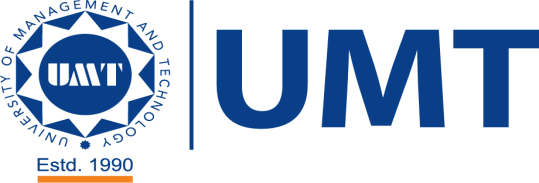 UNIVERSITY OF MANAGEMENT AND TECHNOLOGY
UMT
Estd. 1990
UMT